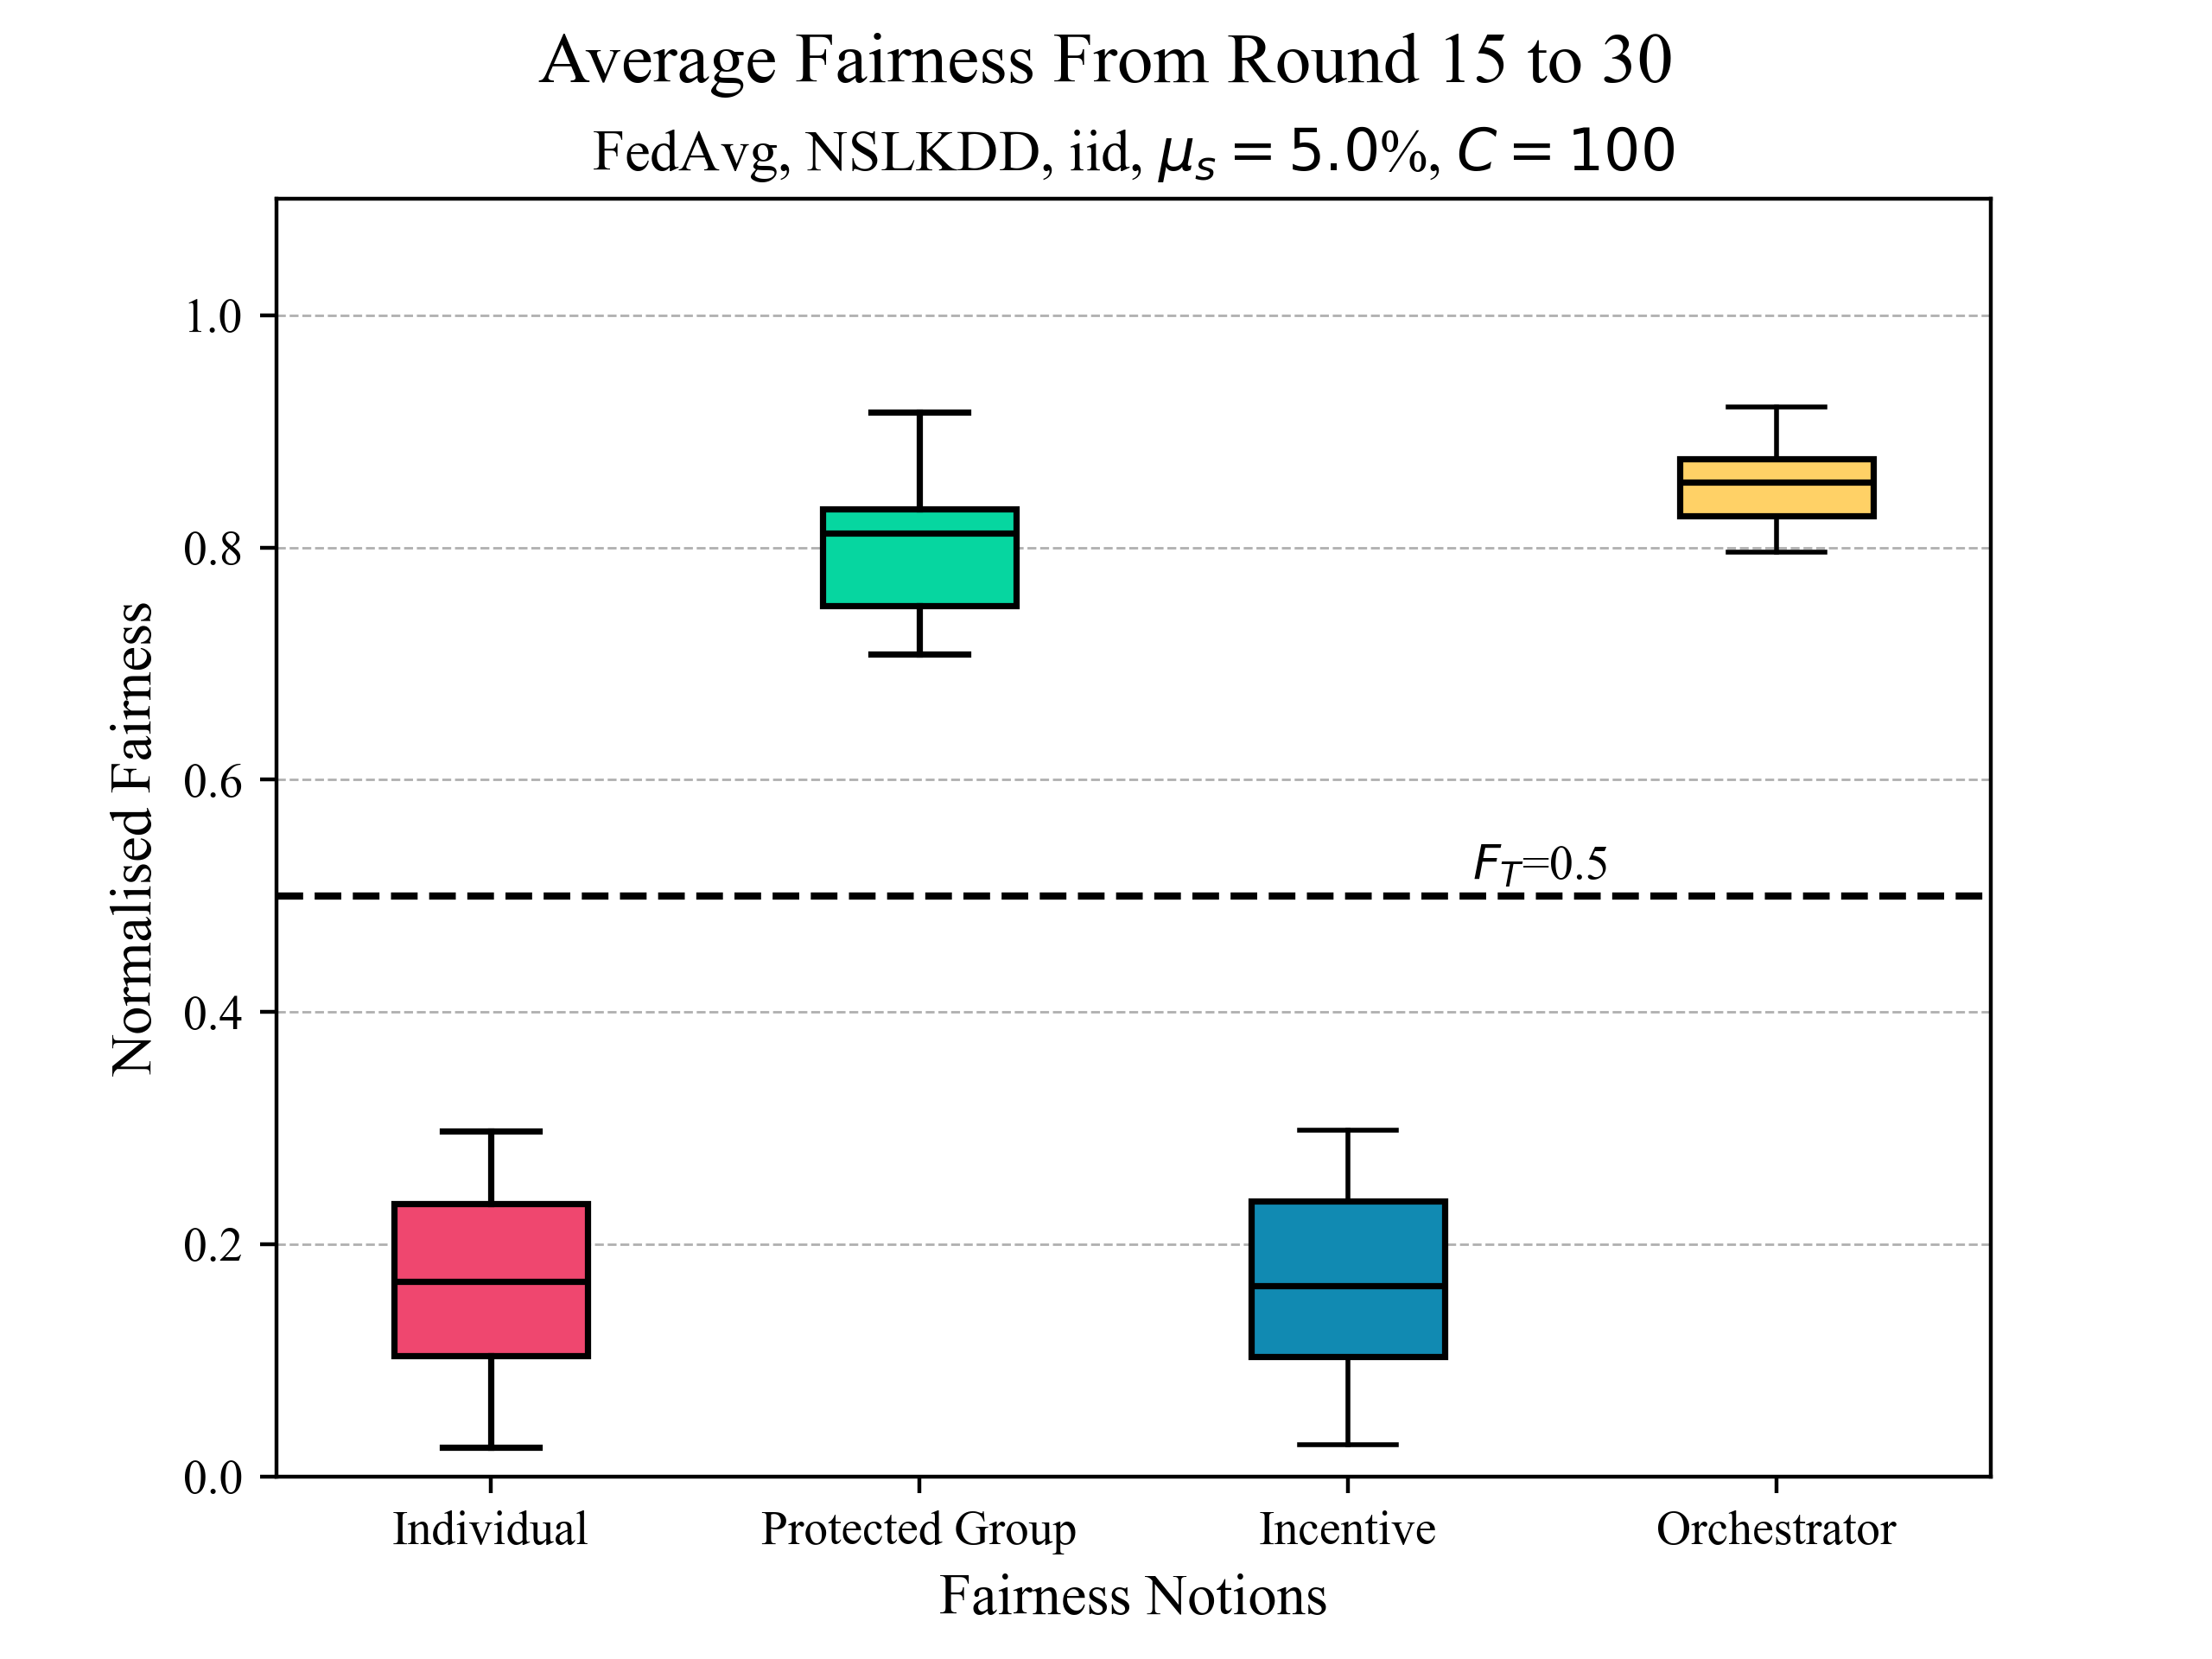 Average Fairness From Round 15 to 30
FedAvg, NSLKDD, iid, μₛ = 5.0%, C = 100
Normalised Fairness
1.0
0.8
0.6
F_T=0.5
0.4
0.2
0.0
Individual Protected Group Incentive Orchestrator
Fairness Notions